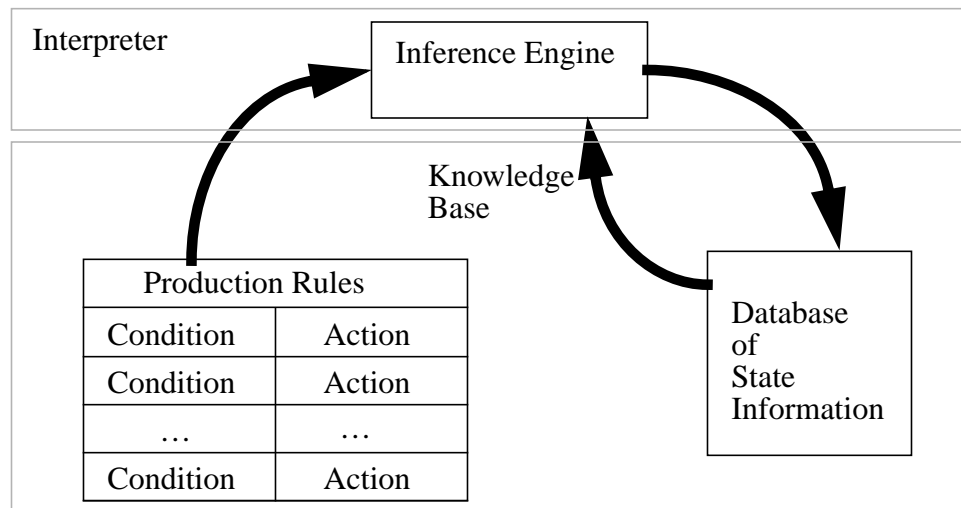 Interpreter
Inference Engine
Knowledge
Base
Production Rules
Condition Action
Condition Action
… …
Condition Action
Database
of
State
Information